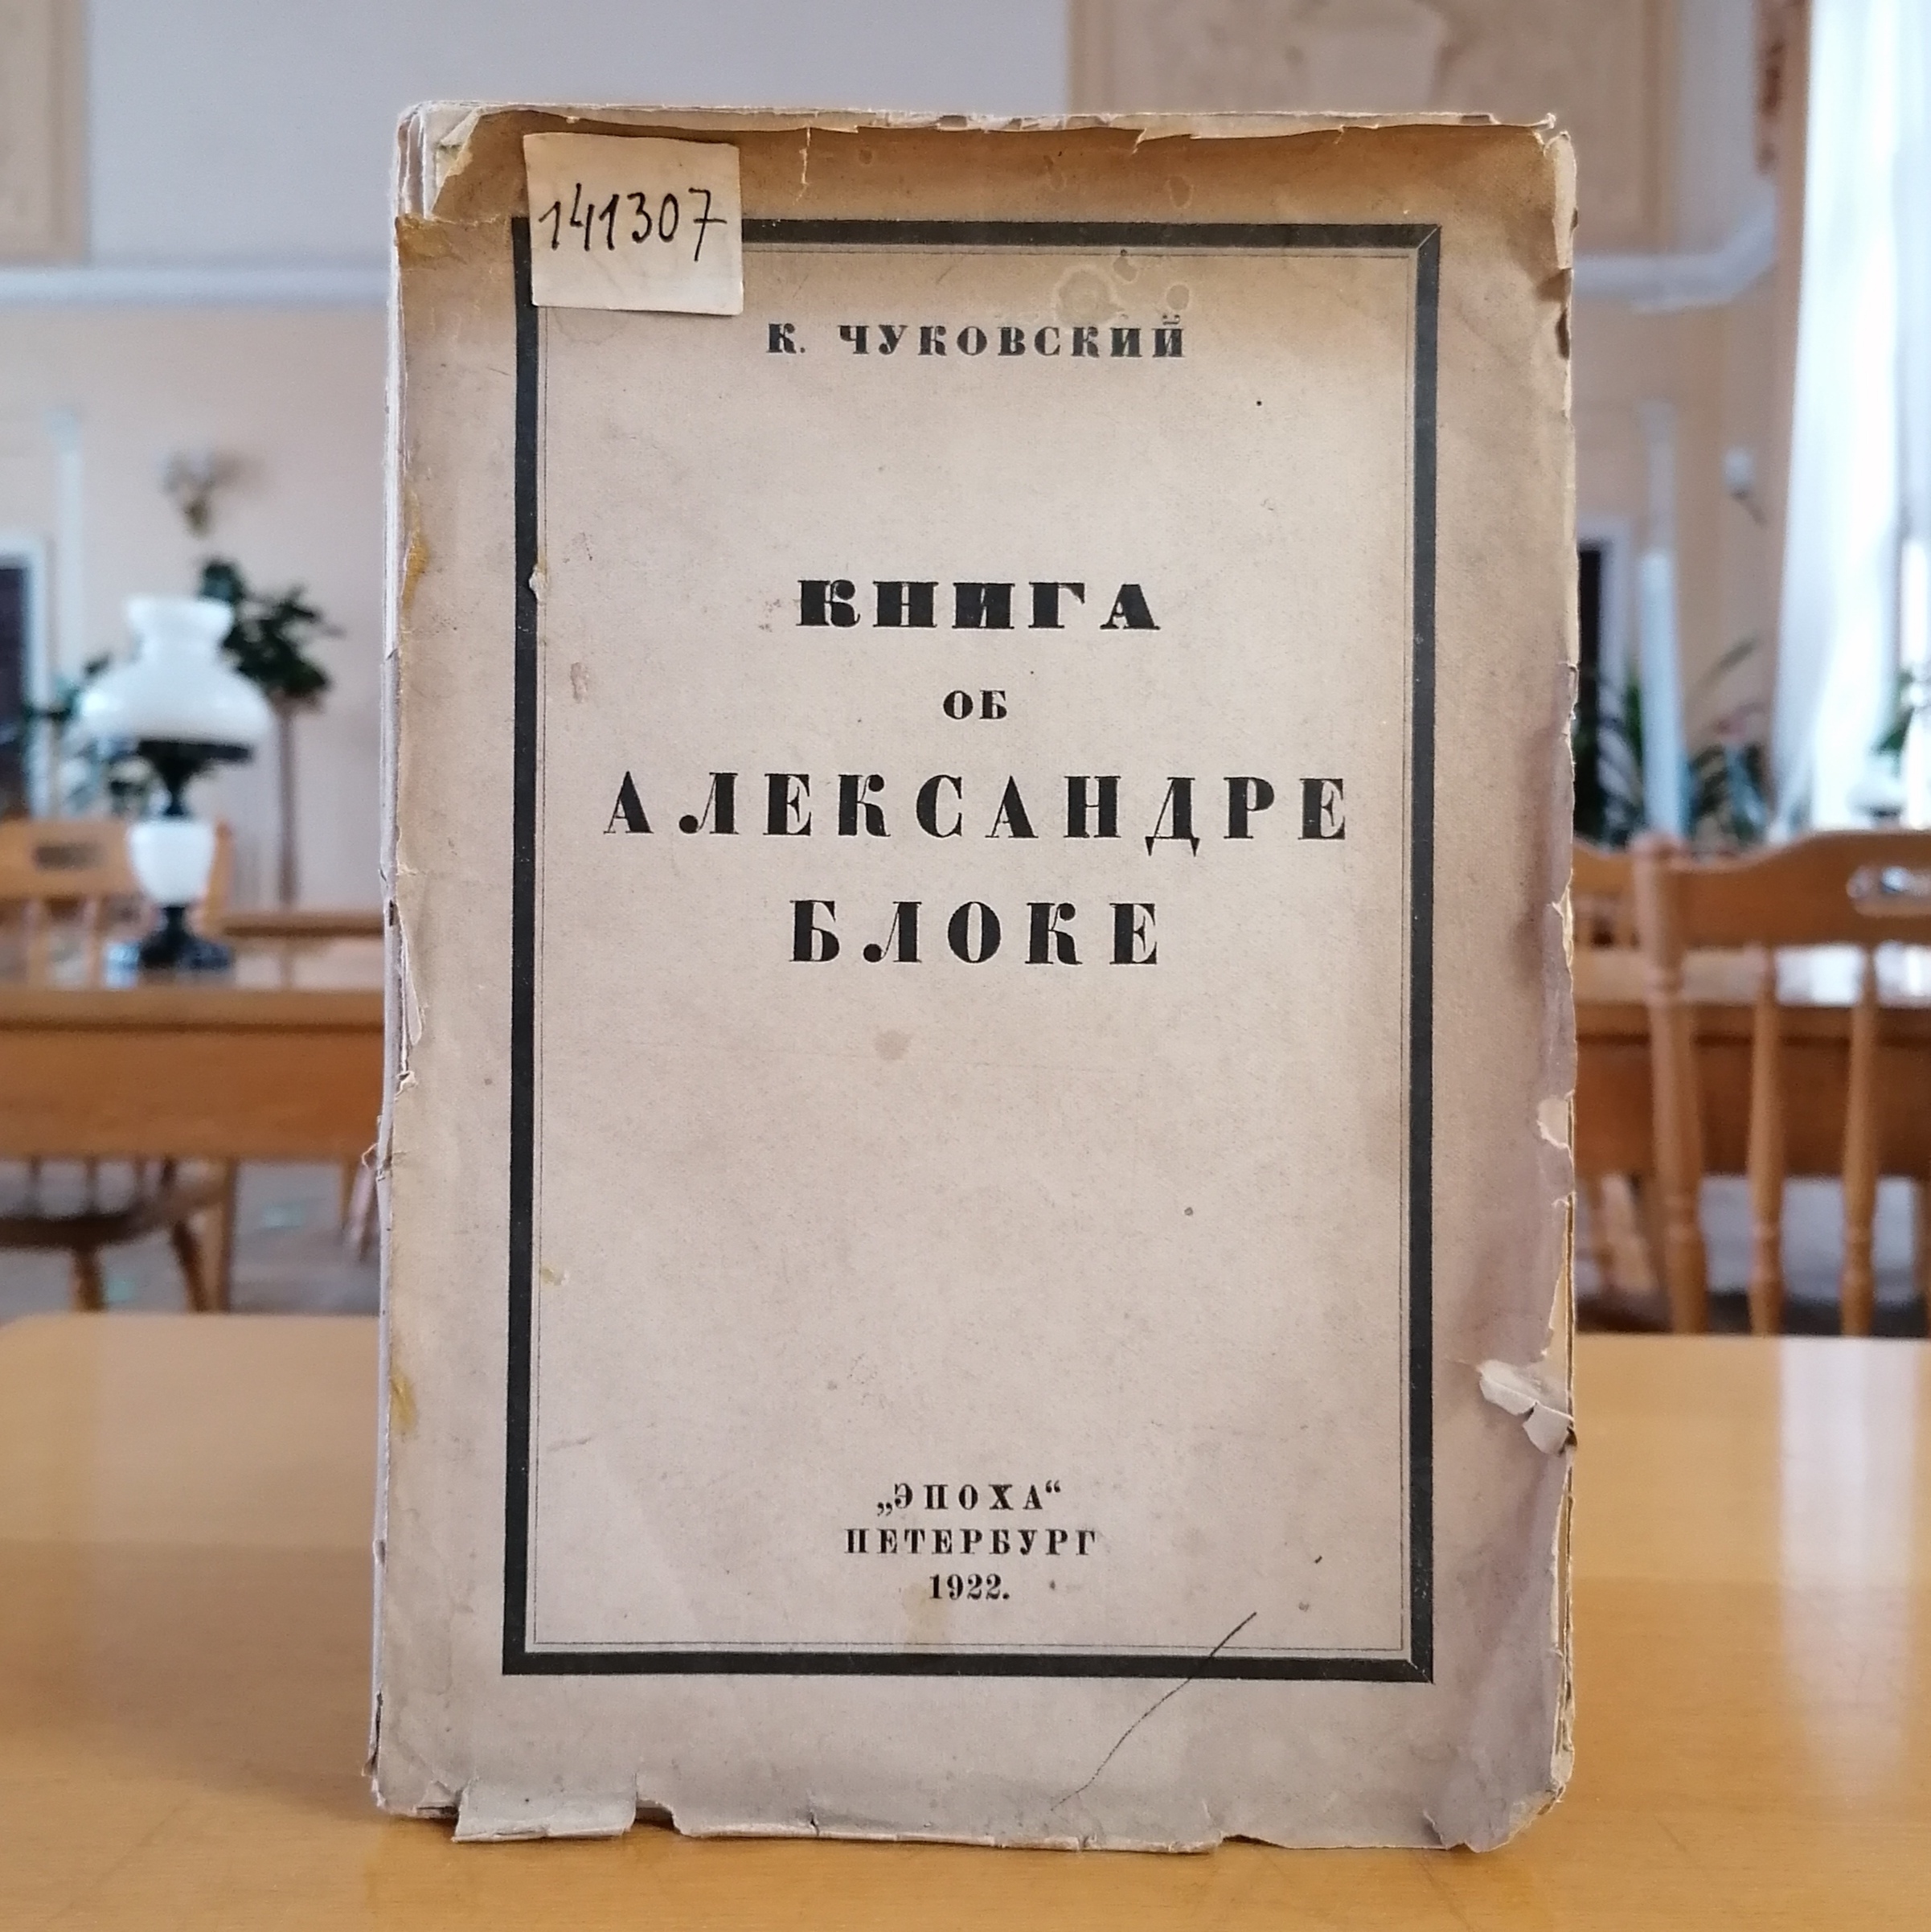 141307
К. ЧУКОВСКИЙ
КНИГА
ОБ
АЛЕКСАНДРЕ
БЛОКЕ
„ЭПОХА“
ПЕТЕРБУРГ
1922.